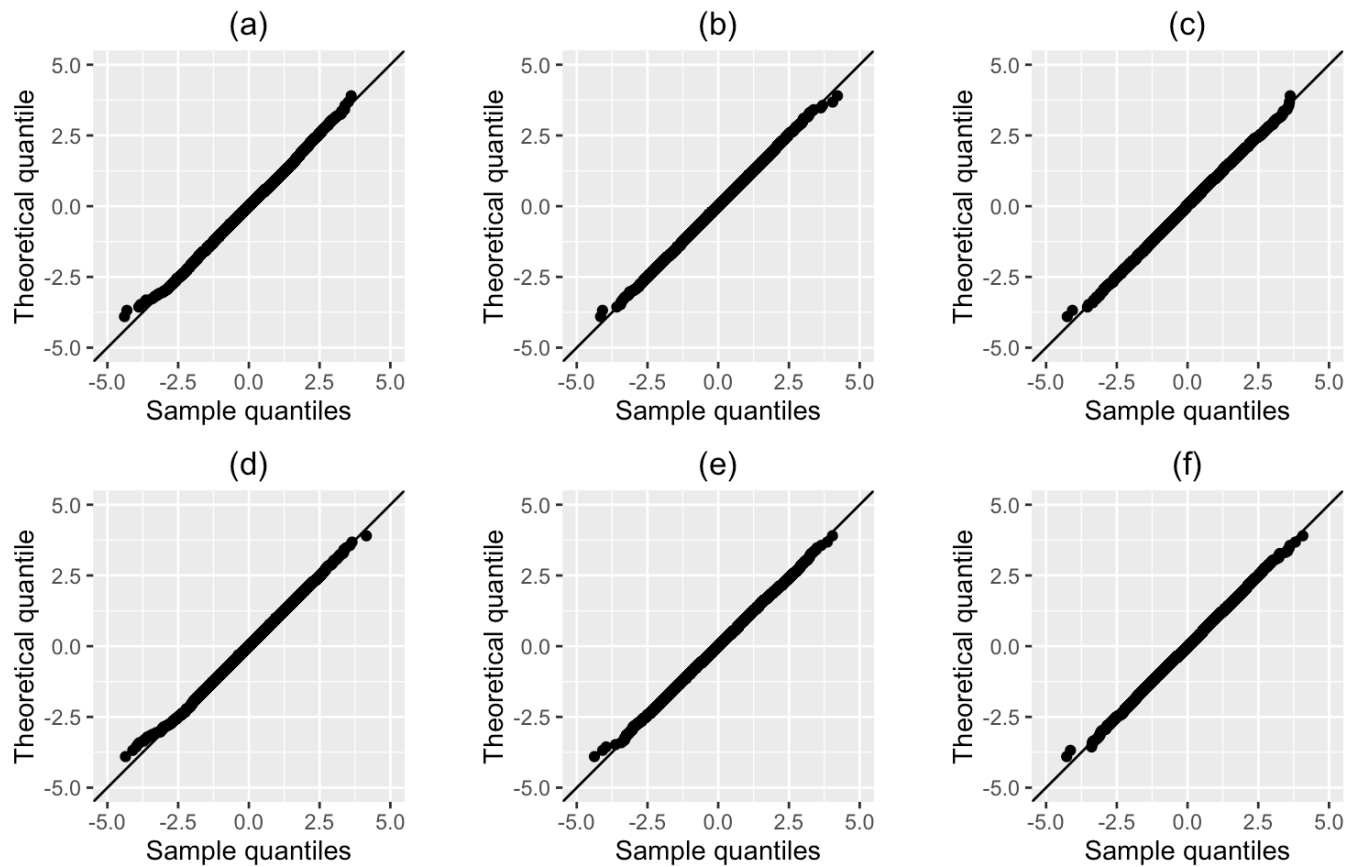 (a) (b) (c)
5.0 5.0 5.0
2.5 2.5 2.5
Theoretical quantile Theoretical quantile Theoretical quantile
0.0 0.0 0.0
-2.5 -2.5 -2.5
-5.0 -5.0 -5.0
-5.0 -2.5 0.0 2.5 5.0 -5.0 -2.5 0.0 2.5 5.0 -5.0 -2.5 0.0 2.5 5.0
Sample quantiles Sample quantiles Sample quantiles
(d) (e) (f)
5.0 5.0 5.0
2.5 2.5 2.5
Theoretical quantile Theoretical quantile Theoretical quantile
0.0 0.0 0.0
-2.5 -2.5 -2.5
-5.0 -5.0 -5.0
-5.0 -2.5 0.0 2.5 5.0 -5.0 -2.5 0.0 2.5 5.0 -5.0 -2.5 0.0 2.5 5.0
Sample quantiles Sample quantiles Sample quantiles